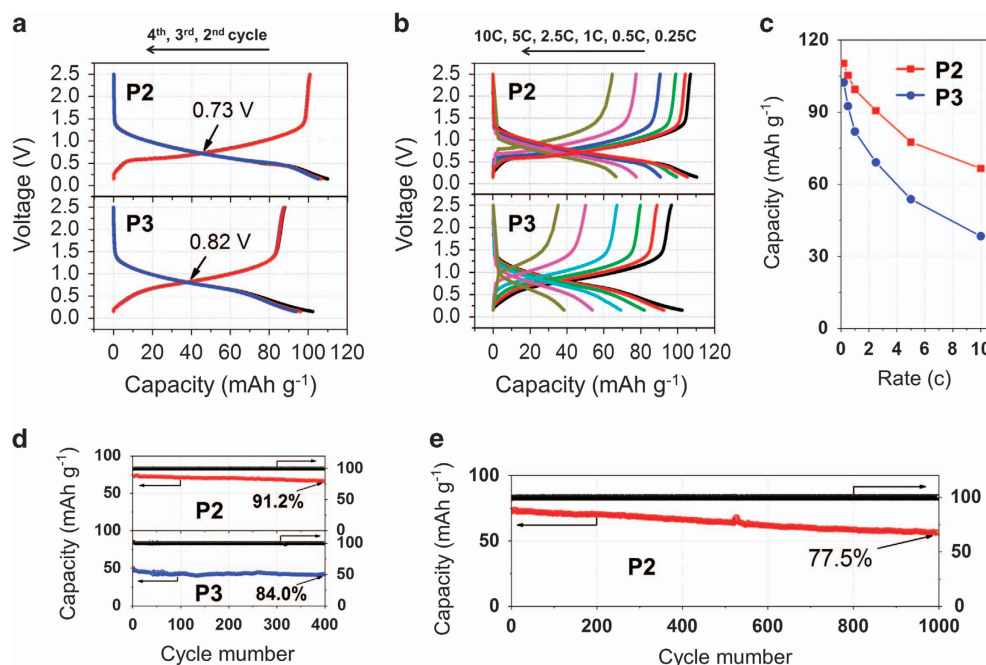 a
4th, 3rd, 2nd cycle
2.5
2.0
1.5
1.0
0.5
0.0
P2
0.73 V
2.5
2.0
1.5
1.0
0.5
0.0
P3
0.82 V
Voltage (V)
0 20 40 60 80 100 120
Capacity (mAh g-1)
b
10C, 5C, 2.5C, 1C, 0.5C, 0.25C
2.5
2.0
1.5
1.0
0.5
0.0
P2
2.5
2.0
1.5
1.0
0.5
0.0
P3
Voltage (V)
0 20 40 60 80 100 120
Capacity (mAh g-1)
c
120
90
60
30
0
P2
P3
Capacity (mAh g-1)
0 2 4 6 8 10
Rate (c)
d
100
50
100
50
0
100
50
0
100
50
0
91.2%
P2
84.0%
P3
Capacity (mAh g-1)
0 100 200 300 400
Cycle mumber
e
100
50
0
100
50
0
77.5%
P2
Capacity (mAh g-1)
0 200 400 600 800 1000
Cycle mumber